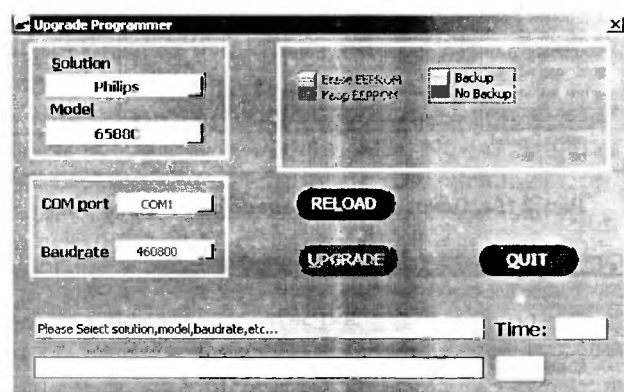 Upgrade Programmer
Solution
Philips
Model
Erase EEPROM
Keep EEPROM
Backup
No Backup
COM port
COM1
Baudrate
460800
RELOAD
UPGRADE
QUIT
Please Select solution,model,baudrate,etc...
Time: